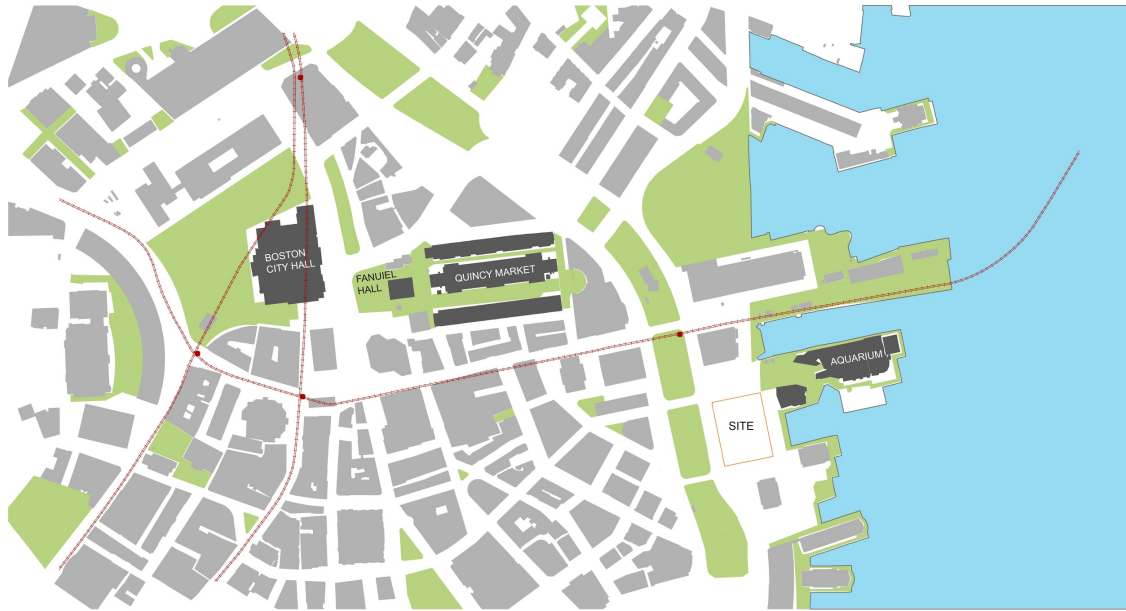 BOSTON
CITY HALL
FANUIEL
HALL
QUINCY MARKET
AQUARIUM
SITE